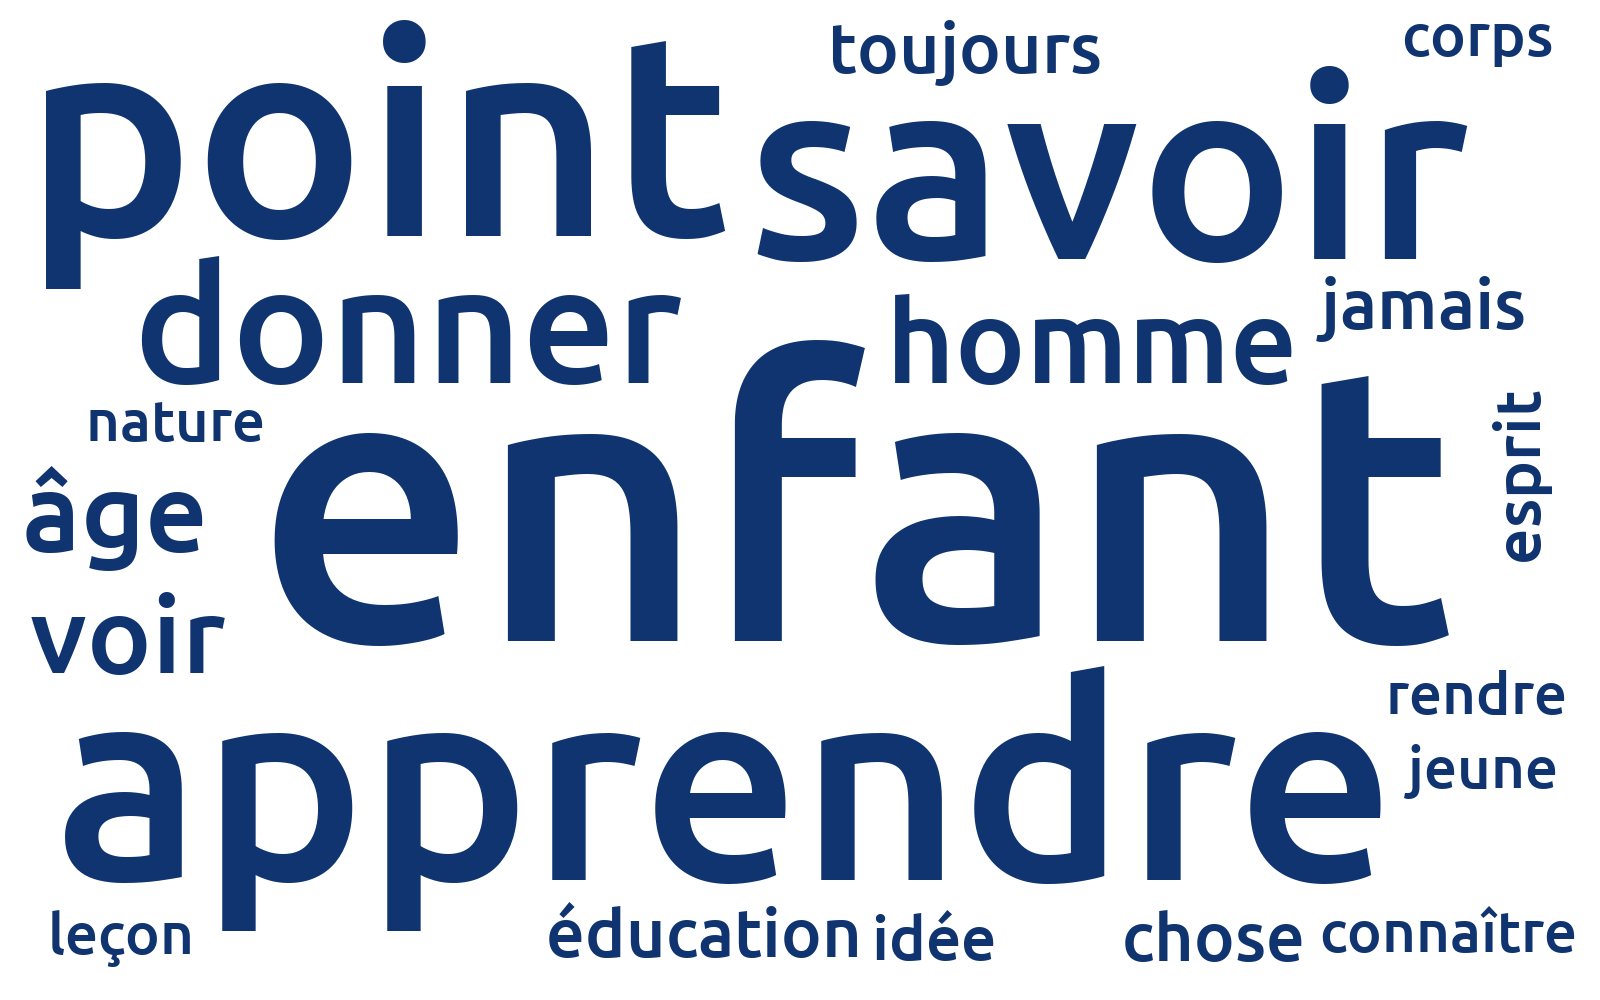 toujours
corps
point
savoir
donner
homme
jamais
nature
enfant
esprit
âge
voir
apprendre
rendre
jeune
leçon
éducation
idée
chose
connaître